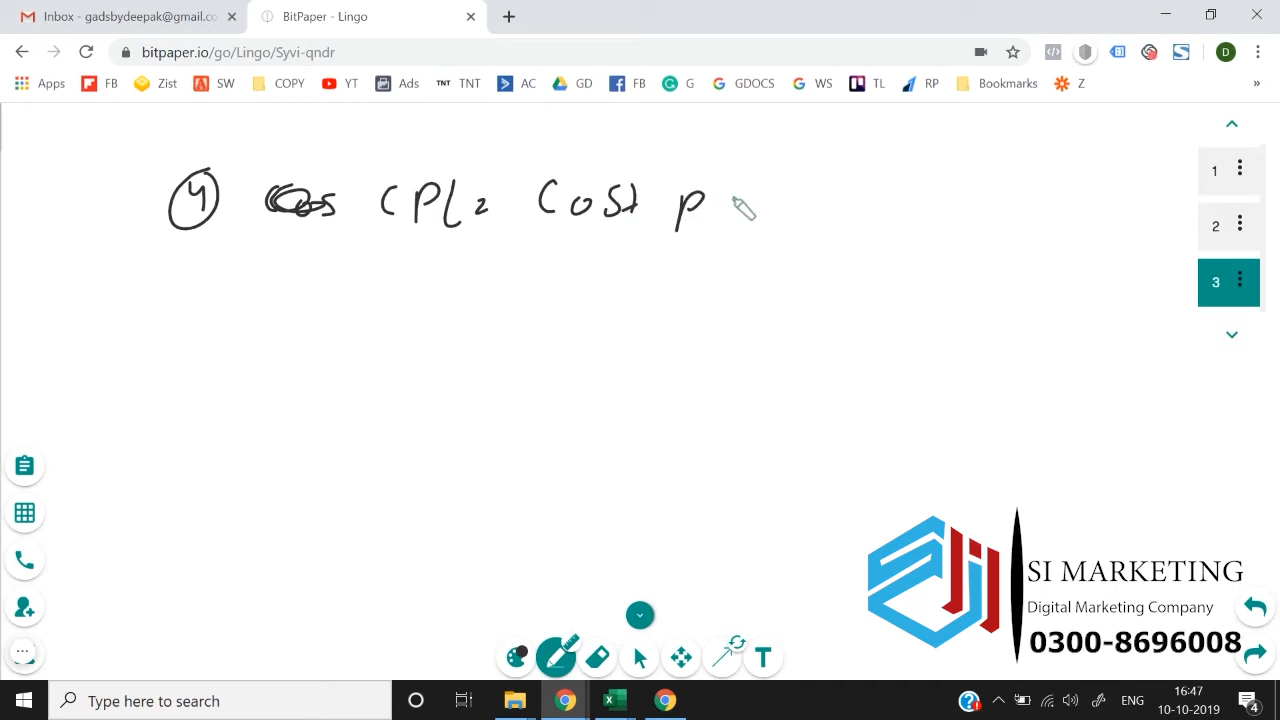 Inbox - gadsbydeepak@gmail.co
BitPaper - Lingo
bitpaper.io/go/Lingo/Syvi-qndr
D
Apps FB Zist SW COPY YT Ads TNT TNT AC GD FB G GDOCS WS TL RP Bookmarks Z »
4 CPL = Cost p
1
2
3
SI MARKETING
Digital Marketing Company
0300-8696008
T
Type here to search
ENG
16:47
10-10-2019
4